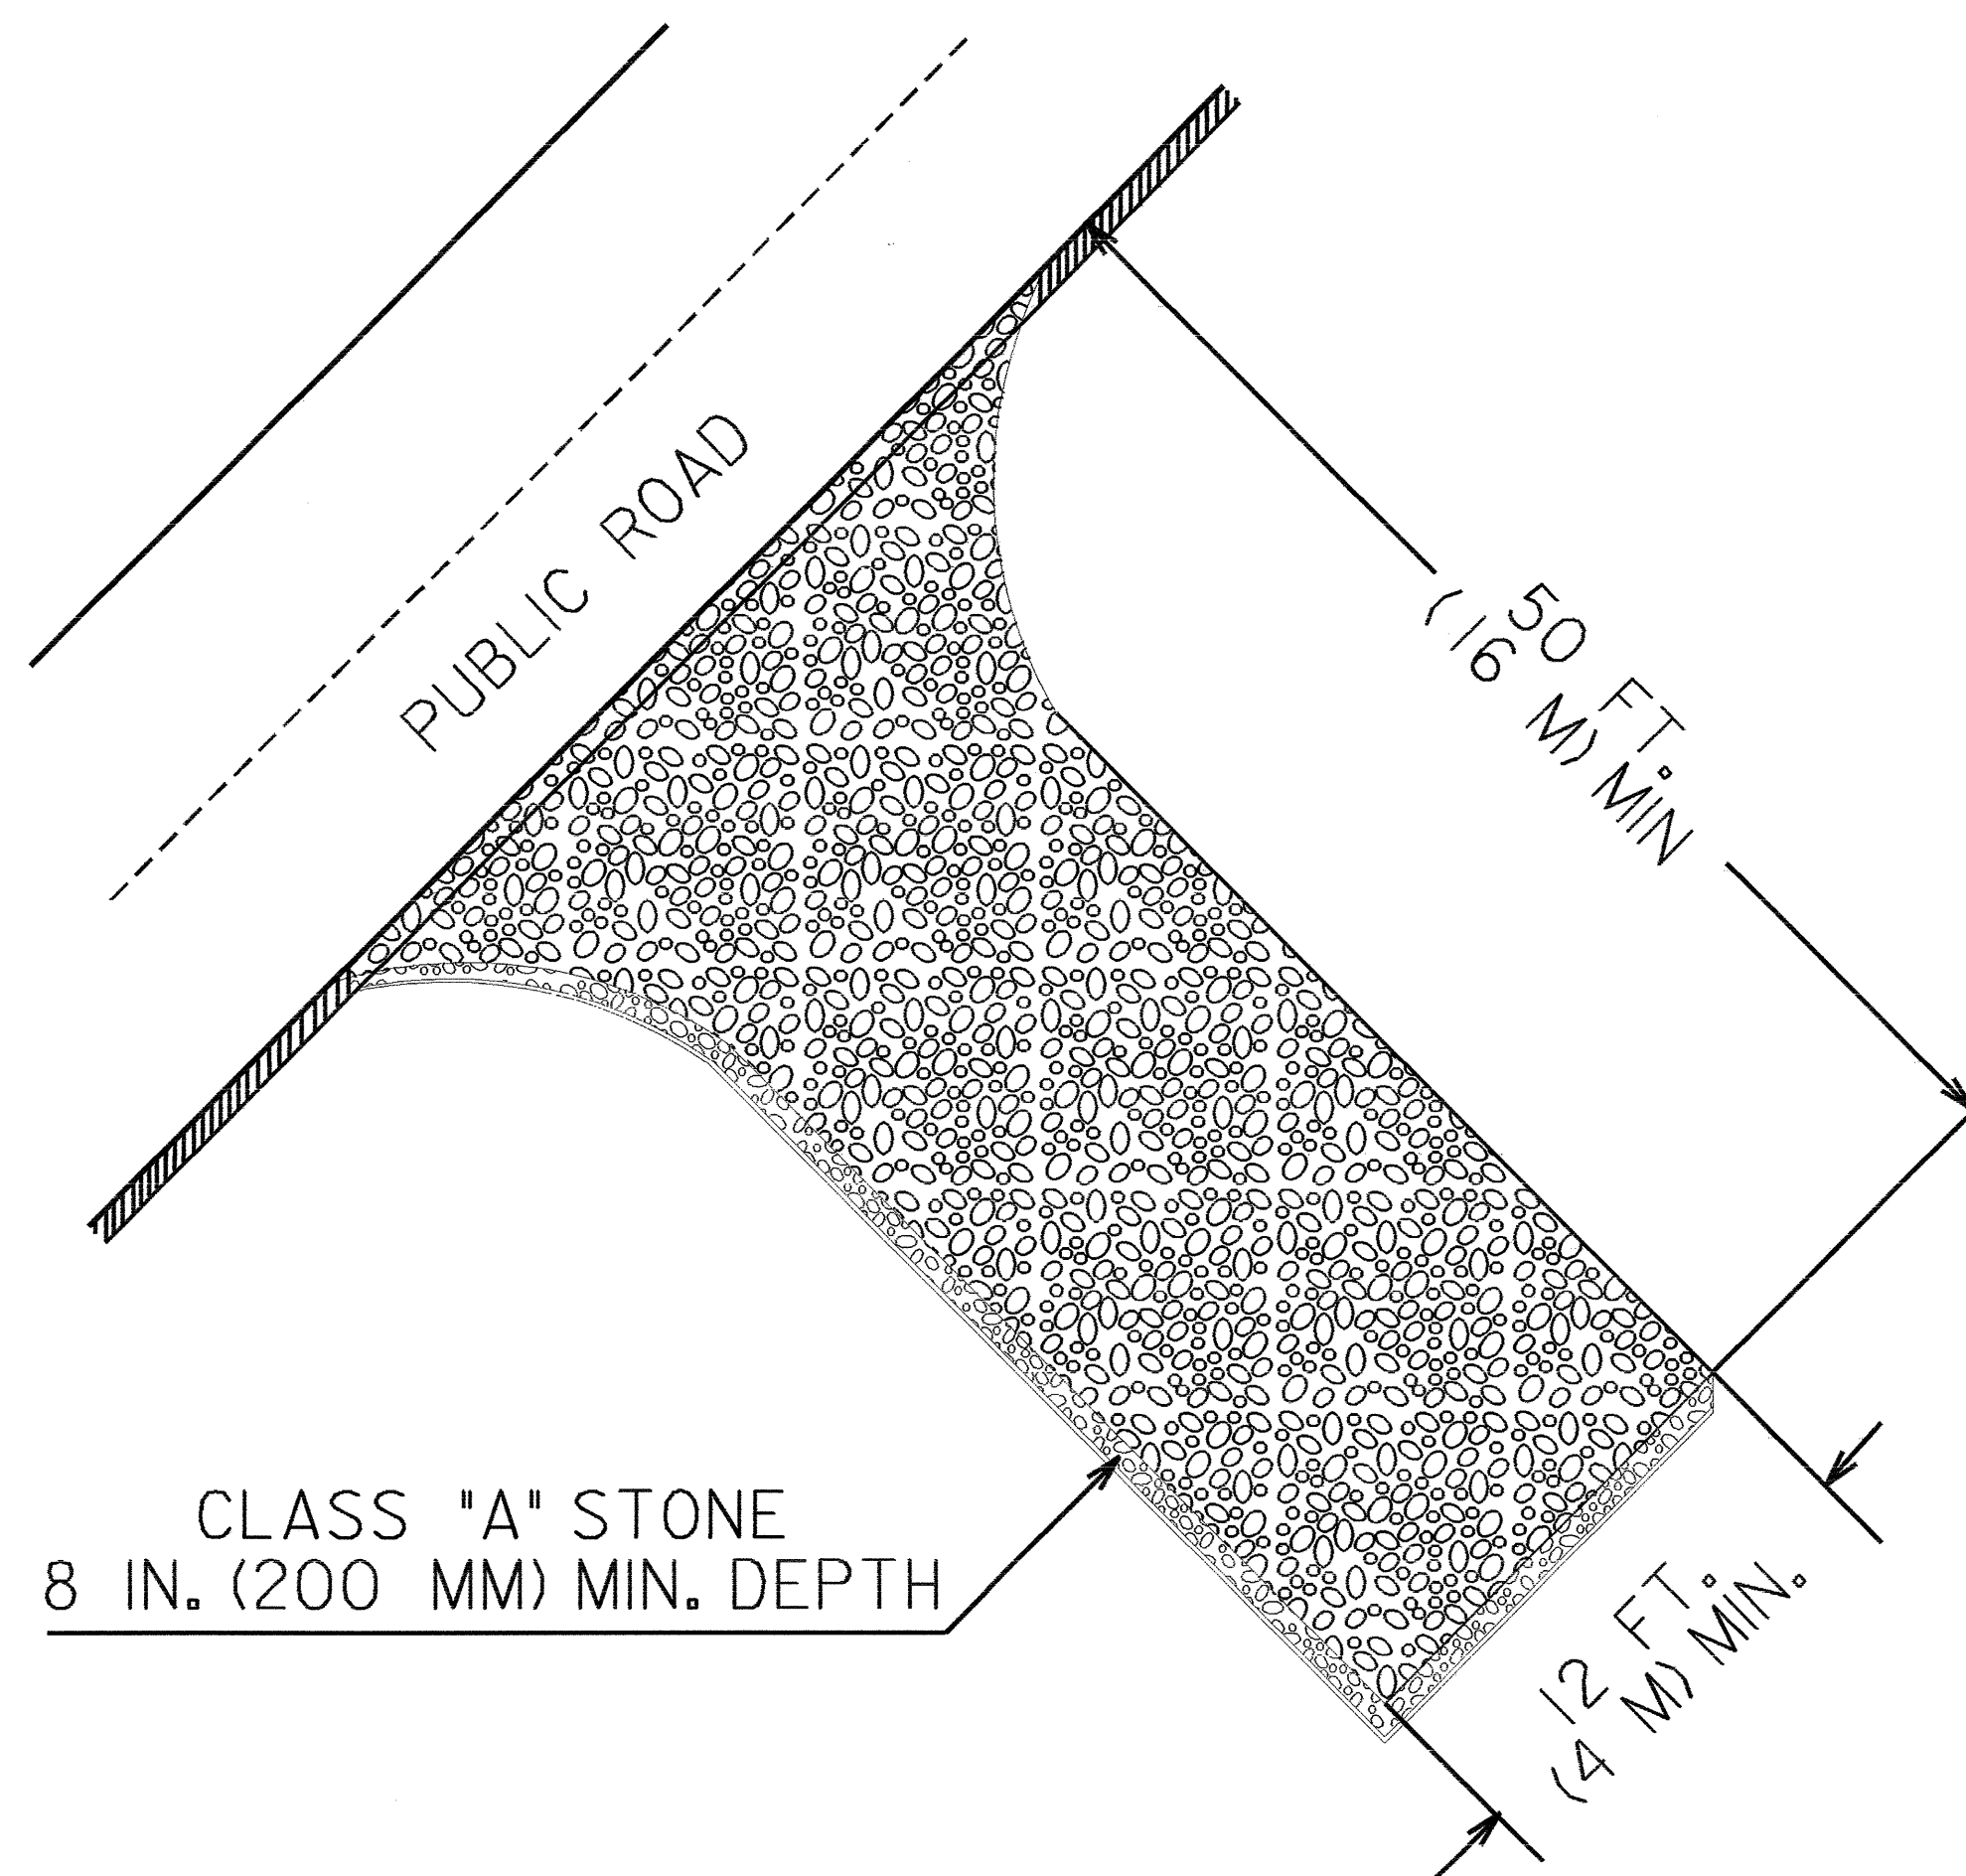 PUBLIC ROAD
50 FT.
(16 M) MIN
CLASS "A" STONE
8 IN. (200 MM) MIN. DEPTH
12 FT.
(4 M) MIN.